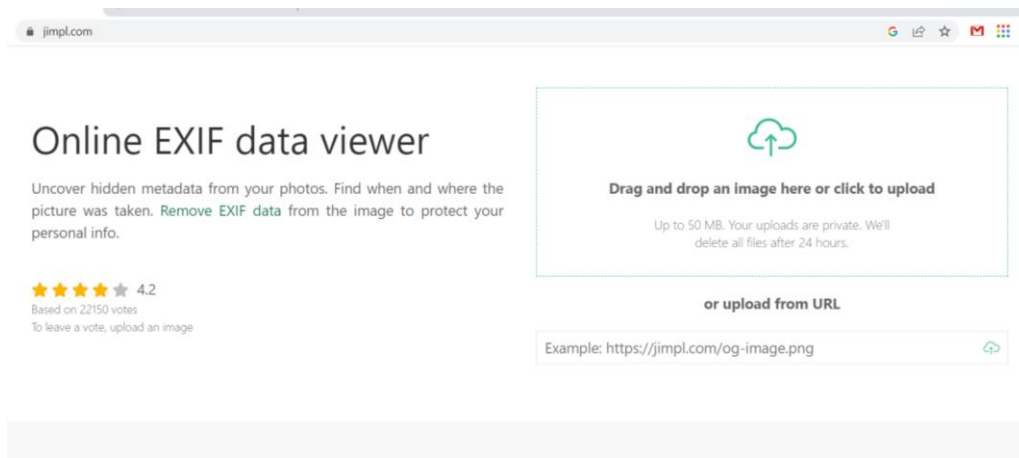 jimpl.com
Online EXIF data viewer
Uncover hidden metadata from your photos. Find when and where the
picture was taken. Remove EXIF data from the image to protect your
personal info.
4.2
Based on 22150 votes
To leave a vote, upload an image
Drag and drop an image here or click to upload
Up to 50 MB. Your uploads are private. We'll
delete all files after 24 hours.
or upload from URL
Example: https://jimpl.com/og-image.png